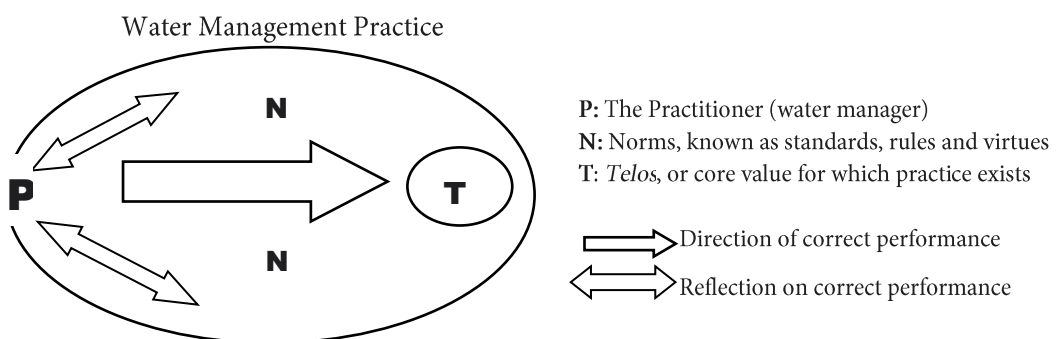 Water Management Practice
N
P
T
N
P: The Practitioner (water manager)
N: Norms, known as standards, rules and virtues
T: Telos, or core value for which practice exists
Direction of correct performance
Reflection on correct performance